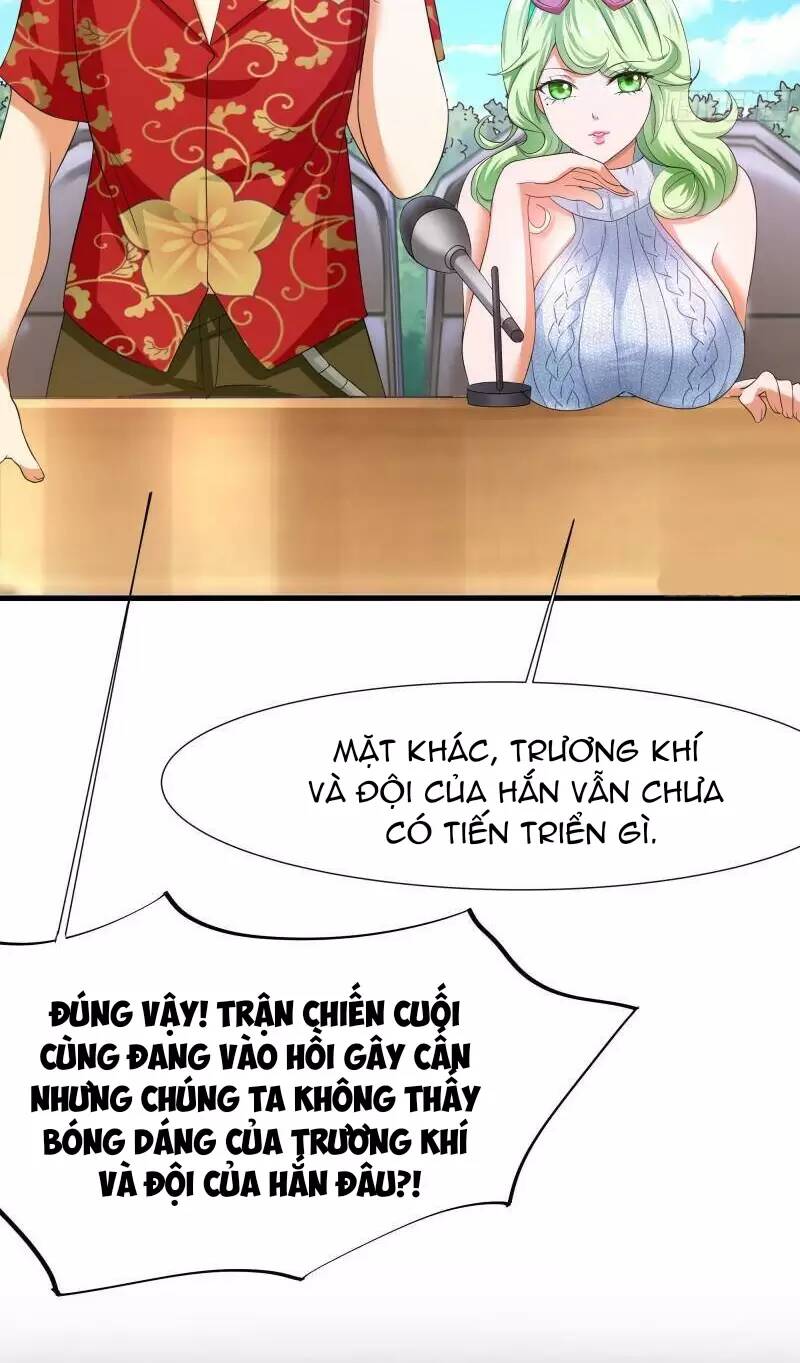 MẶT KHÁC, TRƯƠNG KHÍ
VÀ ĐỘI CỦA HẮN VẪN CHƯA
CÓ TIẾN TRIỂN GÌ.
ĐÚNG VẬY! TRẬN CHIẾN CUỐI
CÙNG ĐANG VÀO HỒI GÂY CẤN
NHƯNG CHÚNG TA KHÔNG THẤY
BÓNG DÁNG CỦA TRƯƠNG KHÍ
VÀ ĐỘI CỦA HẮN ĐÂU?!